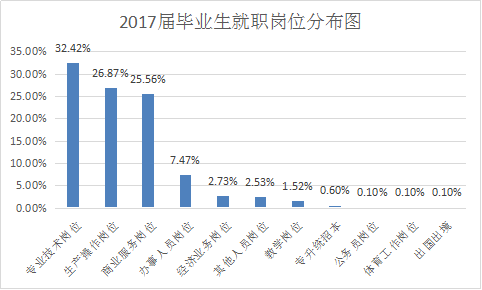 2017届毕业生就职岗位分布图
35.00%
30.00%
25.00%
20.00%
15.00%
10.00%
5.00%
0.00%
32.42%
26.87%
25.56%
7.47%
2.73%
2.53%
1.52%
0.60%
0.10%
0.10%
0.10%
专业技术岗位
生产操作岗位
商业服务岗位
办事人员岗位
经济业务岗位
其他人员岗位
教学岗位
专升统招本
公务员岗位
体育工作岗位
出国出境